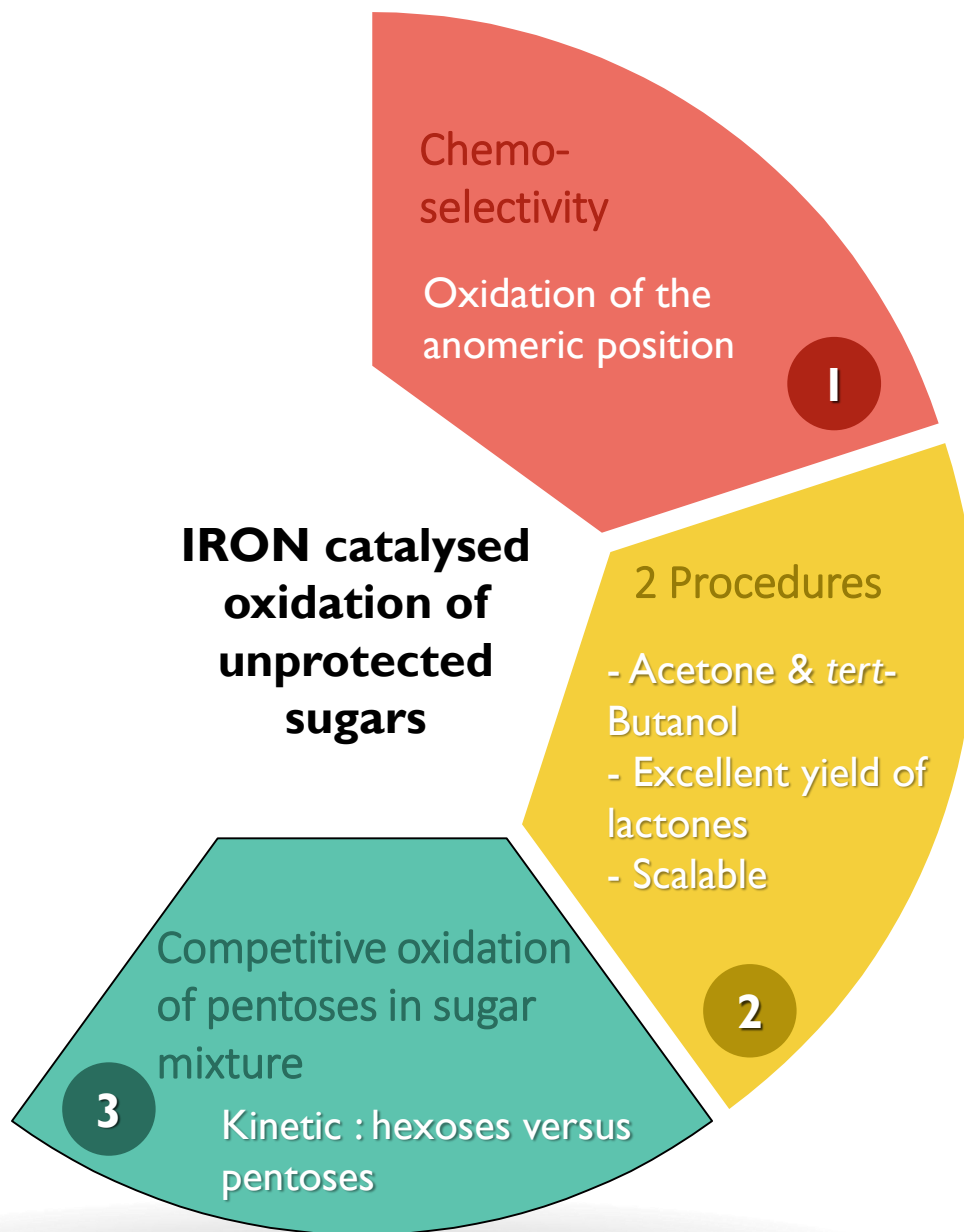 Chemo-
selectivity
Oxidation of the
anomeric position
1
IRON catalysed
oxidation of
unprotected
sugars
2 Procedures
- Acetone & tert-
Butanol
- Excellent yield of
lactones
- Scalable
2
Competitive oxidation
of pentoses in sugar
mixture
3
Kinetic : hexoses versus
pentoses